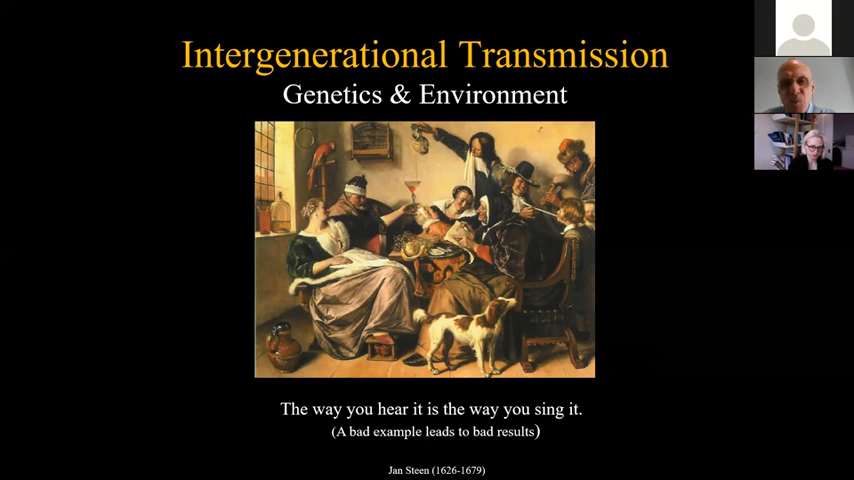 Intergenerational Transmission
Genetics & Environment
The way you hear it is the way you sing it.
(A bad example leads to bad results)
Jan Steen (1626-1679)